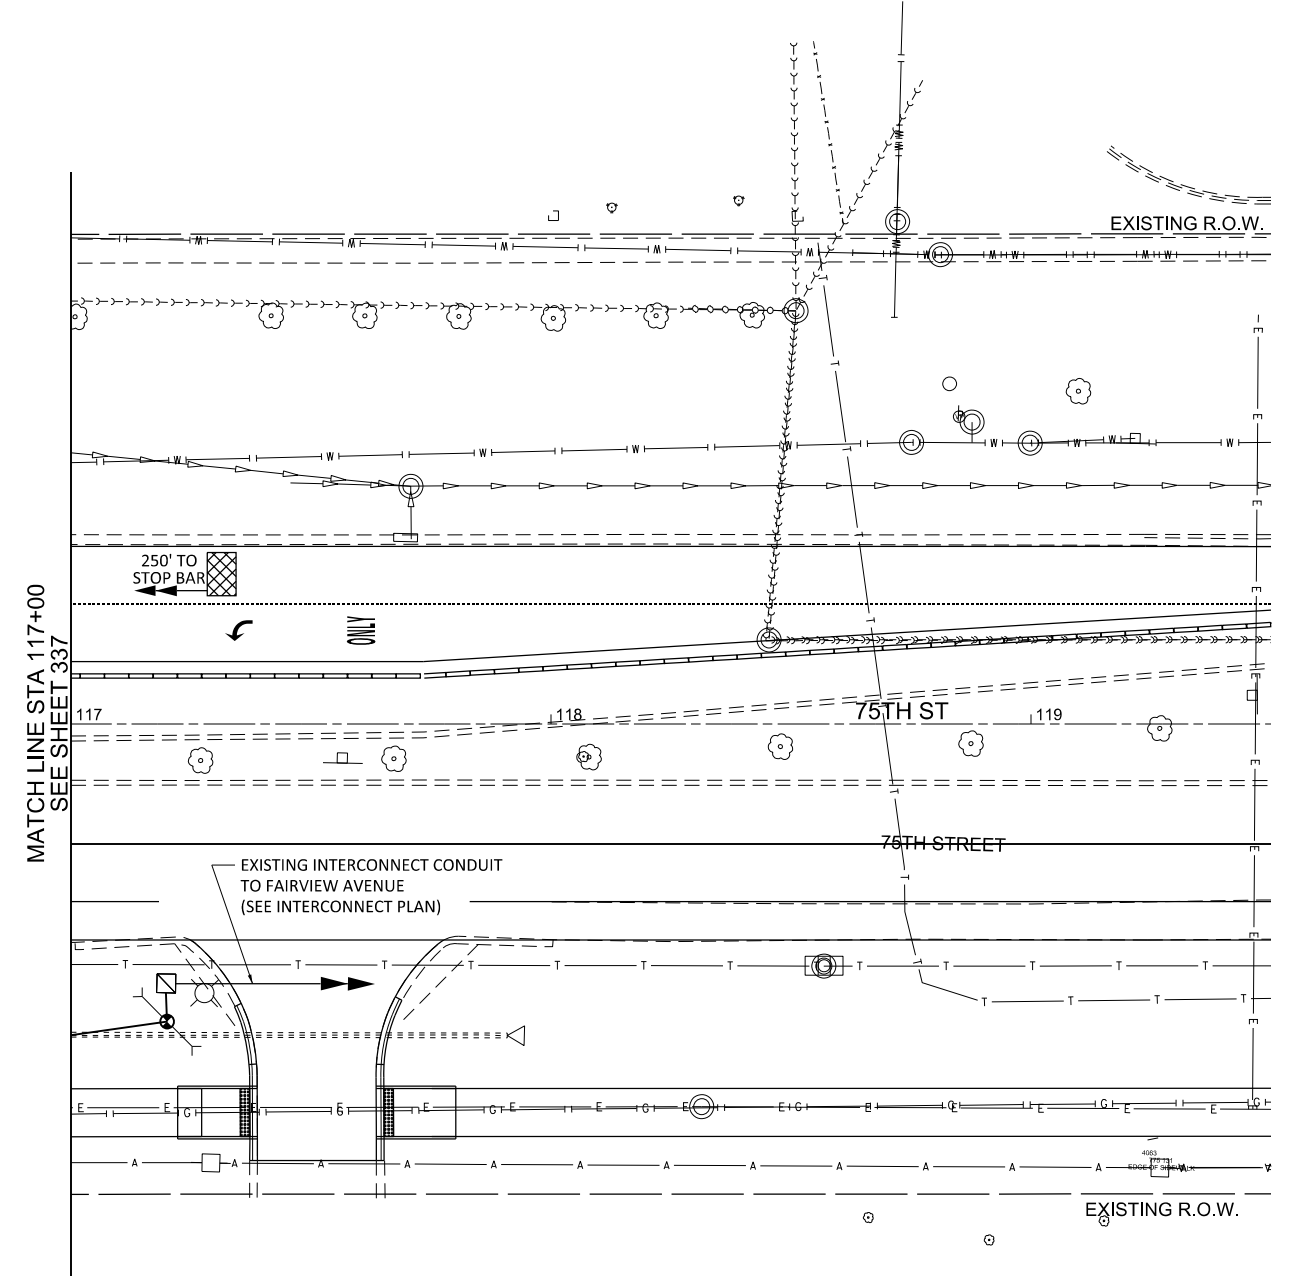 EXISTING R.O.W.
250' TO
STOP BAR
ONLY
MATCH LINE STA 117+00
SEE SHEET 337
117
118
75TH ST
119
75TH STREET
EXISTING INTERCONNECT CONDUIT
TO FAIRVIEW AVENUE
(SEE INTERCONNECT PLAN)
4083
EDGE OF SIDEWALK
EXISTING R.O.W.